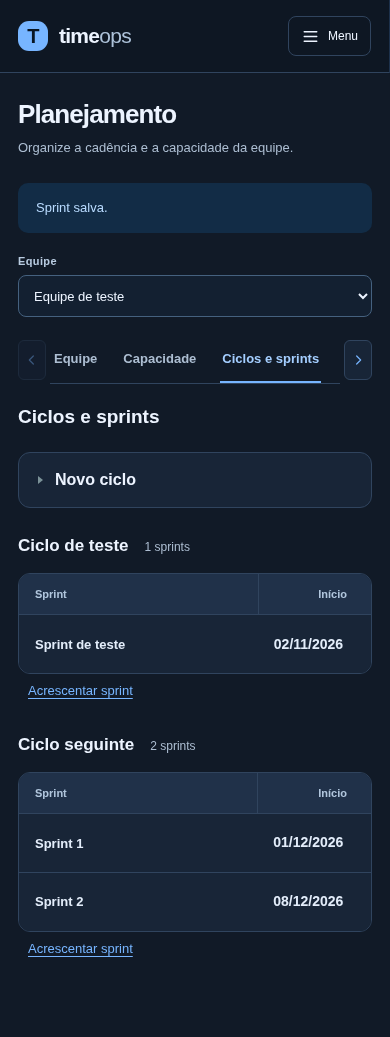 T timeops
Menu
Planejamento
Organize a cadência e a capacidade da equipe.
Sprint salva.
Equipe
Equipe de teste
Equipe Capacidade Ciclos e sprints
Ciclos e sprints
Novo ciclo
Ciclo de teste 1 sprints
Sprint Início
Sprint de teste 02/11/2026
Acrescentar sprint
Ciclo seguinte 2 sprints
Sprint Início
Sprint 1 01/12/2026
Sprint 2 08/12/2026
Acrescentar sprint